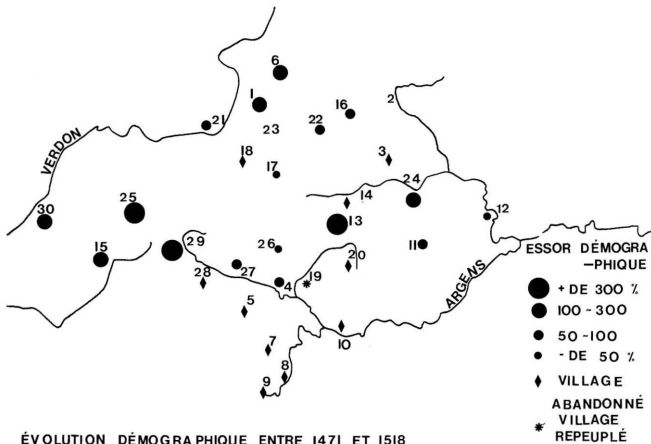 6
1
2
16
21
22
23
VERDON
18
3
17
24
14
25
30
13
12
29
26
11
ESSOR DÉMOGRA
-PHIQUE
15
20
28
27
4
19
ARGENS
+ DE 300 %
5
100-300
10
50-100
7
- DE 50 %
8
9
VILLAGE
ABANDONNÉ
VILLAGE
REPEUPLÉ
ÉVOLUTION DÉMOGRAPHIQUE ENTRE 1471 ET 1518